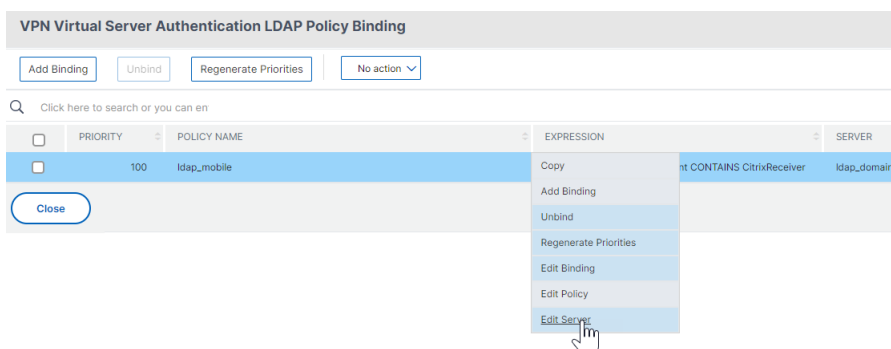 VPN Virtual Server Authentication LDAP Policy Binding
Add Binding Unbind Regenerate Priorities No action
Click here to search or you can en
PRIORITY POLICY NAME EXPRESSION SERVER
100 ldap_mobile nt CONTAINS CitrixReceiver ldap_domain
Close
Copy
Add Binding
Unbind
Regenerate Priorities
Edit Binding
Edit Policy
Edit Server